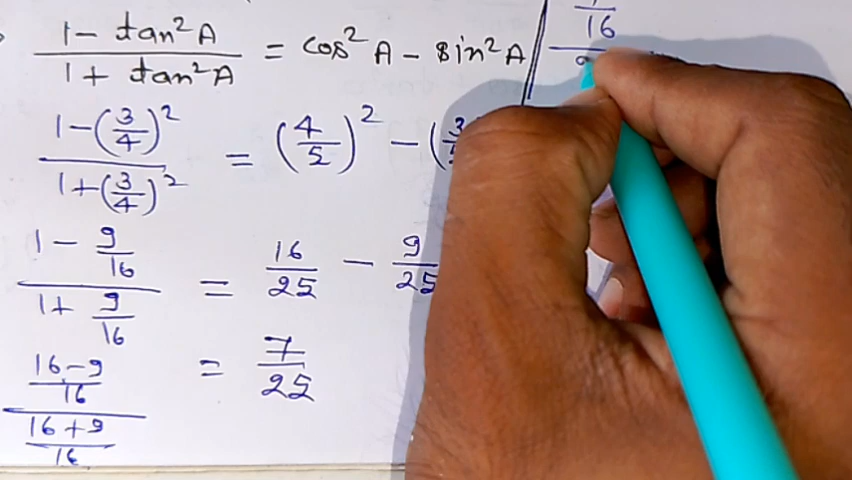 1 - tan²A / 1 + tan²A = cos²A - sin²A
1 - (3/4)² / 1 + (3/4)² = (4/5)² - (3
1 - 9/16 / 1 + 9/16 = 16/25 - 9/25
16-9/16 / 16+9/16 = 7/25
16